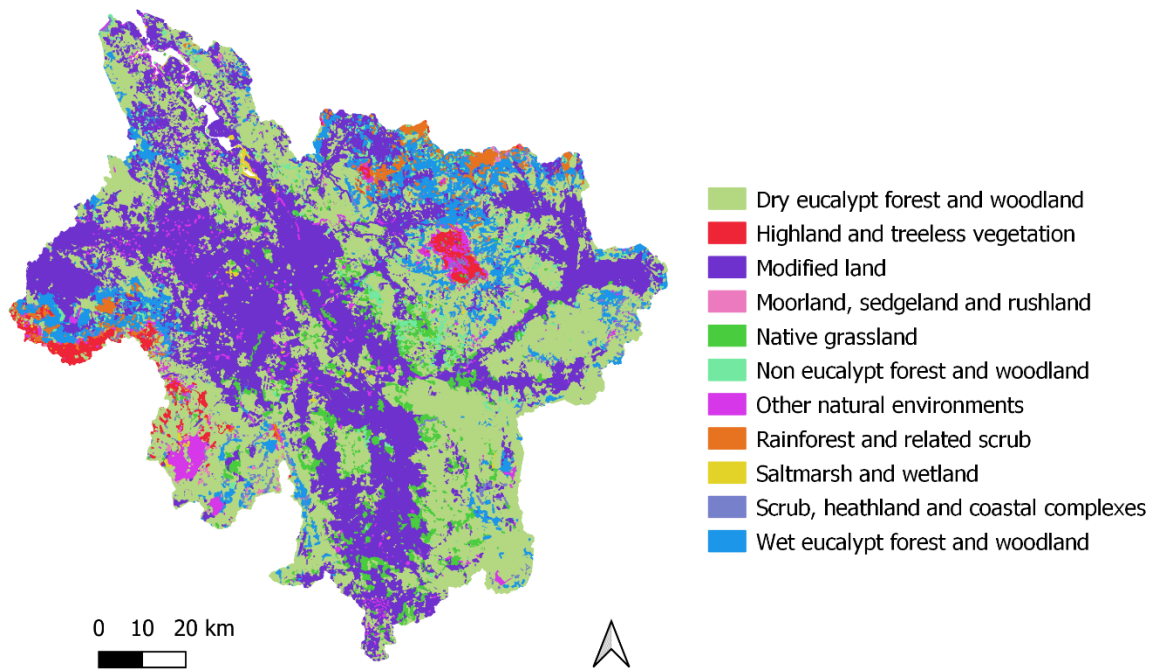 Dry eucalypt forest and woodland
Highland and treeless vegetation
Modified land
Moorland, sedgeland and rushland
Native grassland
Non eucalypt forest and woodland
Other natural environments
Rainforest and related scrub
Saltmarsh and wetland
Scrub, heathland and coastal complexes
Wet eucalypt forest and woodland
0 10 20 km